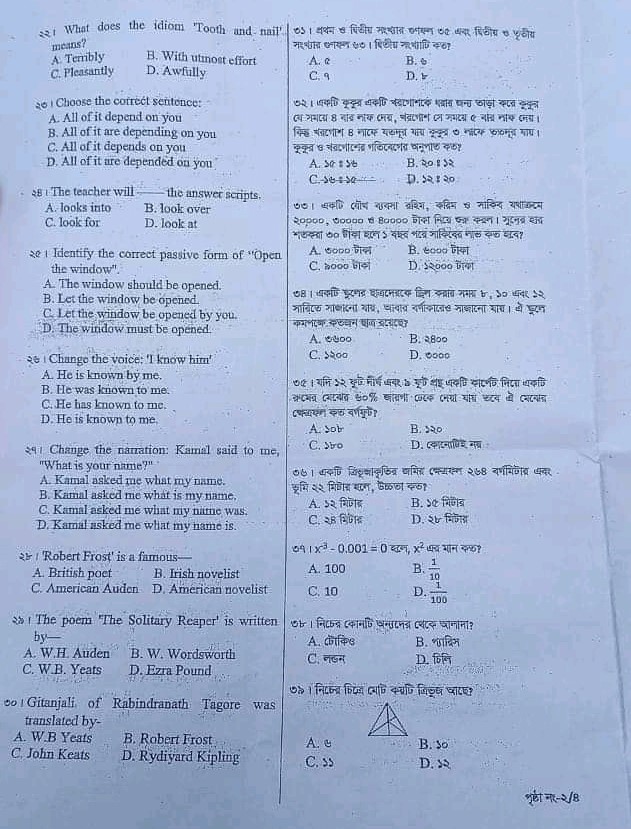 ২২। What does the idiom 'Tooth and nail'
means?
A. Terribly B. With utmost effort
C. Pleasantly D. Awfully
২৩। Choose the correct sentence:
A. All of it depend on you
B. All of it are depending on you
C. All of it depends on you
D. All of it are depended on you
২৪। The teacher will —— the answer scripts.
A. looks into B. look over
C. look for D. look at
২৫। Identify the correct passive form of "Open
the window".
A. The window should be opened.
B. Let the window be opened.
C. Let the window be opened by you.
D. The window must be opened.
২৬। Change the voice: 'I know him'
A. He is known by me.
B. He was known to me.
C. He has known to me.
D. He is known to me.
২৭। Change the narration: Kamal said to me,
"What is your name?"
A. Kamal asked me what my name.
B. Kamal asked me what is my name.
C. Kamal asked me what my name was.
D. Kamal asked me what my name is.
২৮। 'Robert Frost' is a famous—
A. British poet B. Irish novelist
C. American Auden D. American novelist
২৯। The poem 'The Solitary Reaper' is written
by—
A. W.H. Auden B. W. Wordsworth
C. W.B. Yeats D. Ezra Pound
৩০। Gitanjali of Rabindranath Tagore was
translated by-
A. W.B Yeats B. Robert Frost
C. John Keats D. Rydiyard Kipling
৩১। প্রথম ও দ্বিতীয় সংখ্যার গুণফল ৩৫ এবং দ্বিতীয় ও তৃতীয়
সংখ্যার গুণফল ৬৩। দ্বিতীয় সংখ্যাটি কত?
A. ৫ B. ৬
C. ৭ D. ৮
৩২। একটি কুকুর একটি খরগোশকে ধরার জন্য তাড়া করে কুকুর
যে সময়ে ৪ বার লাফ দেয়, খরগোশ সে সময়ে ৫ বার লাফ দেয়।
কিন্তু খরগোশ ৪ লাফে যতদূর যায় কুকুর ৩ লাফে ততদূর যায়।
কুকুর ও খরগোশের গতিবেগের অনুপাত কত?
A. ১৫ ঃ ১৬ B. ২০ ঃ ১২
C. ১৬ ঃ ১৫ D. ১২ ঃ ২০
৩৩। একটি যৌথ ব্যবসা রহিম, করিম ও সাকিব যথাক্রমে
২০০০০, ৩০০০০ ও ৪০০০০ টাকা নিয়ে শুরু করল। সুদের হার
শতকরা ৩০ টাকা হলে ১ বছর পরে সাকিবের লাভ কত হবে?
A. ৩০০০ টাকা B. ৬০০০ টাকা
C. ৯০০০ টাকা D. ১২০০০ টাকা
৩৪। একটি স্কুলের ছাত্রদেরকে ড্রিল করার সময় ৮, ১০ এবং ১২
সারিতে সাজানো যায়, আবার বর্গাকারেও সাজানো যায়। ঐ স্কুলে
কমপক্ষে কতজন ছাত্র রয়েছে?
A. ৩৬০০ B. ২৪০০
C. ১২০০ D. ৩০০০
৩৫। যদি ১২ ফুট দীর্ঘ এবং ৯ ফুট প্রস্থ একটি কার্পেট দিয়ে একটি
রুমের মেঝের ৬০% জায়গা ঢেকে দেয়া যায় তবে ঐ মেঝের
ক্ষেত্রফল কত বর্গফুট?
A. ১০৮ B. ১২০
C. ১৮০ D. কোনোটিই নয়
৩৬। একটি ত্রিভুজাকৃতির জমির ক্ষেত্রফল ২৬৪ বর্গমিটার এবং
ভূমি ২২ মিটার হলে, উচ্চতা কত?
A. ১২ মিটার B. ১৫ মিটার
C. ২৪ মিটার D. ২৮ মিটার
৩৭। x³ - 0.001 = 0 হলে, x² এর মান কত?
A. 100 B. 1/10
C. 10 D. 1/100
৩৮। নিচের কোনটি অন্যদের থেকে আলাদা?
A. টোকিও B. প্যারিস
C. লন্ডন D. চিলি
৩৯। নিচের চিত্রে মোট কয়টি ত্রিভুজ আছে?
A. ৬ B. ১০
C. ১১ D. ১২
পৃষ্ঠা নং-২/৪